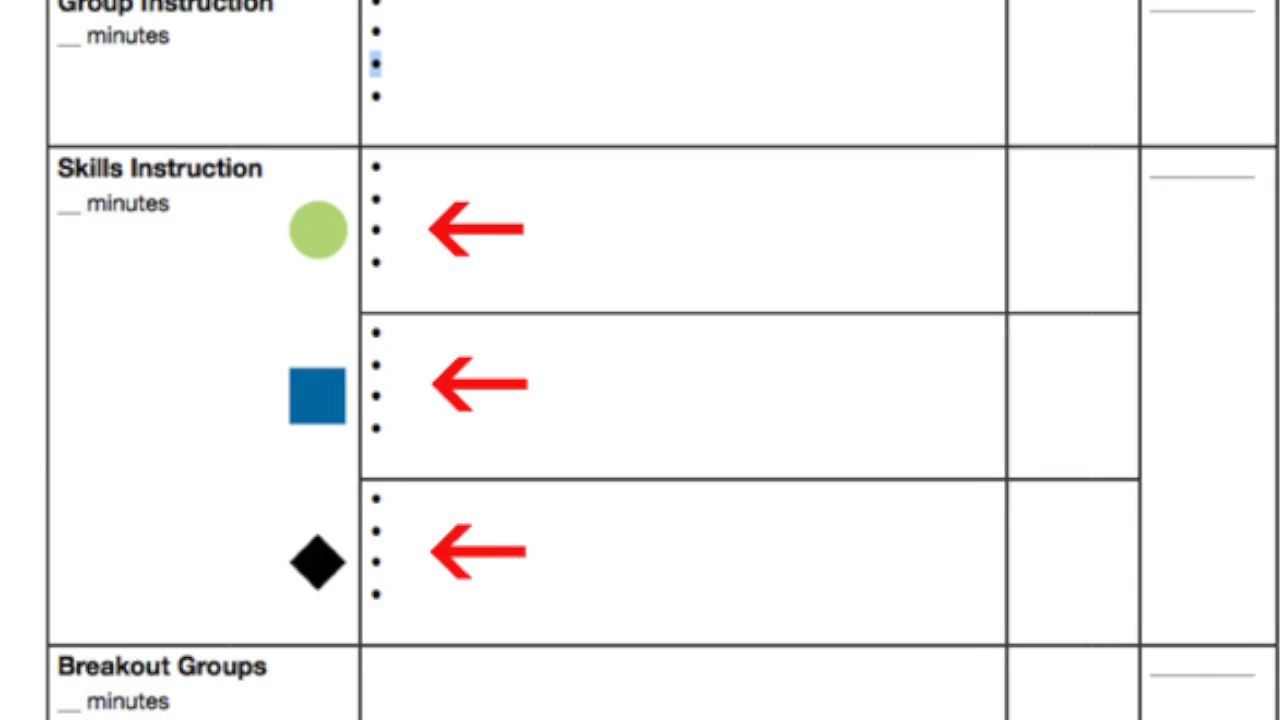 Group Instruction
__ minutes
Skills Instruction
__ minutes
Breakout Groups
__ minutes